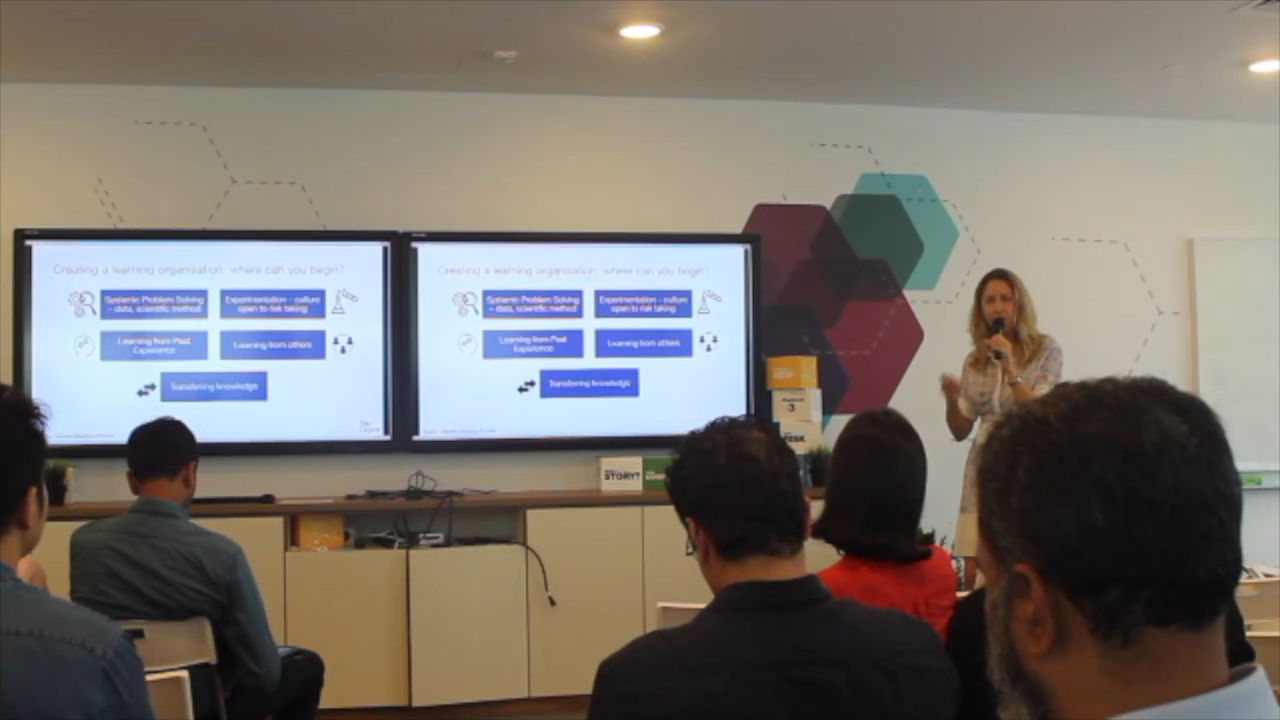 Creating a learning organisation: where can you begin?
Systemic Problem Solving
– data, scientific method
Experimentation – culture
open to risk taking
Learning from Past
Experience
Learning from others
Transferring knowledge
Creating a learning organisation: where can you begin?
Systemic Problem Solving
– data, scientific method
Experimentation – culture
open to risk taking
Learning from Past
Experience
Learning from others
Transferring knowledge
3
RISK
STORY?